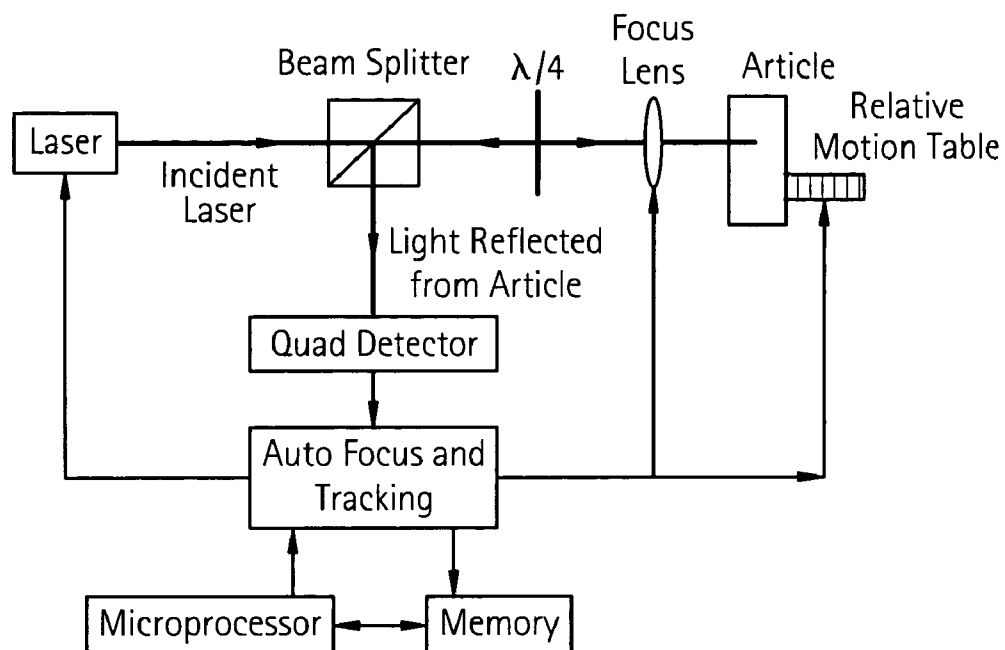 Focus
Lens
Beam Splitter
λ/4
Article
Relative
Motion Table
Laser
Incident
Laser
Light Reflected
from Article
Quad Detector
Auto Focus and
Tracking
Microprocessor
Memory